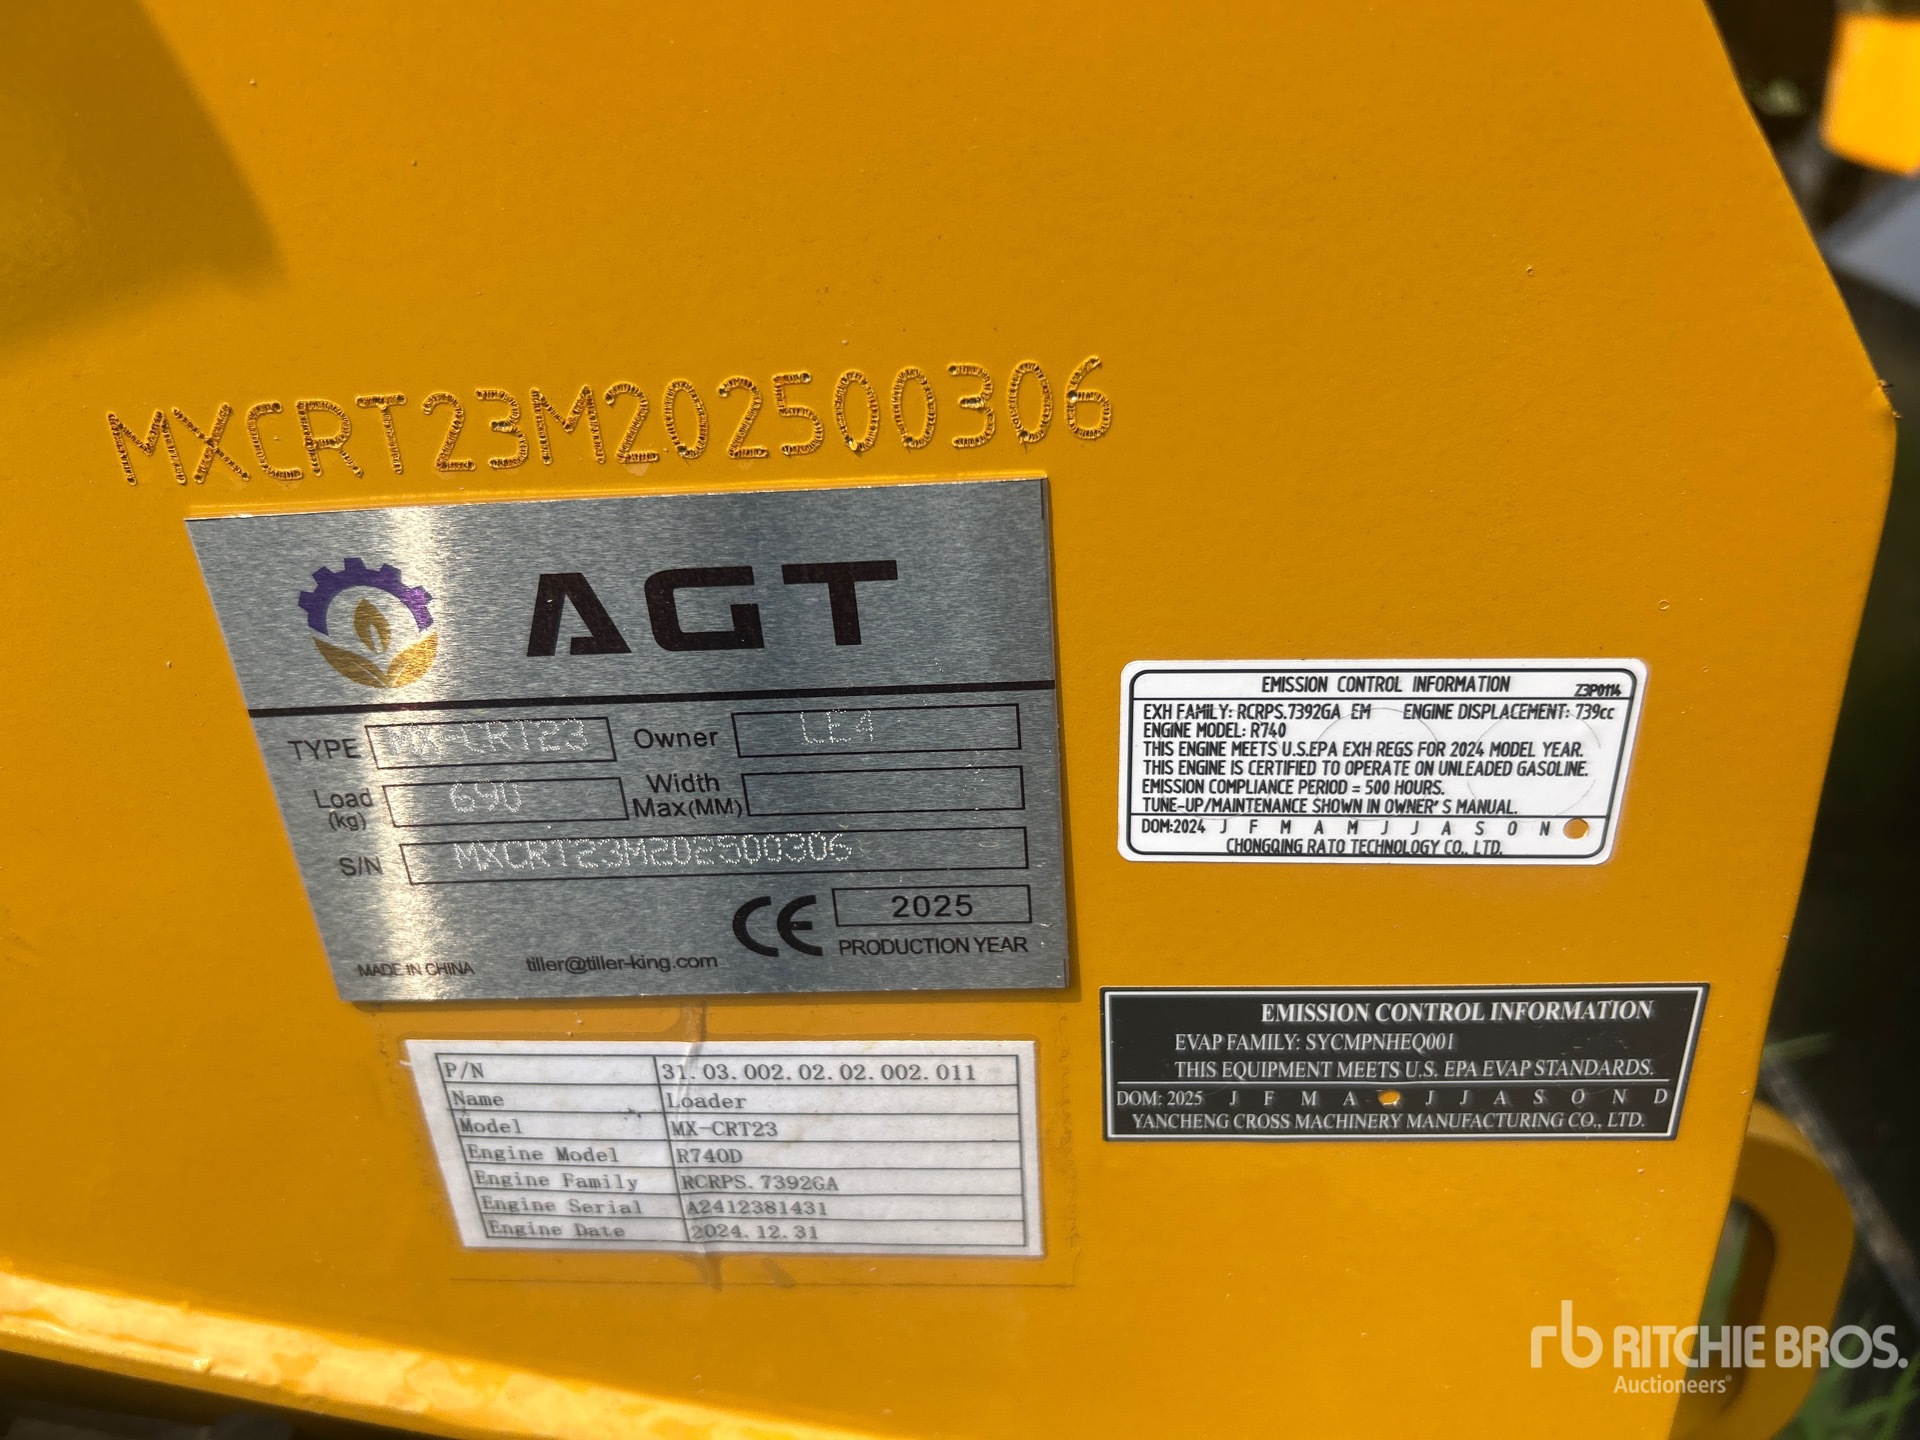 MXCRT23M202500306
AGT
TYPE MX-CRT23 Owner LE4
Load (kg) 690 Width Max(MM)
S/N MXCRT23M202500306
CE 2025
PRODUCTION YEAR
MADE IN CHINA tiller@tiller-king.com
P/N 31.03.002.02.02.002.011
Name Loader
Model MX-CRT23
Engine Model R740D
Engine Family RCRPS.7392GA
Engine Serial A2412381431
Engine Date 2024.12.31
EMISSION CONTROL INFORMATION Z3P0114
EXH FAMILY: RCRPS.7392GA EM ENGINE DISPLACEMENT: 739cc
ENGINE MODEL: R740
THIS ENGINE MEETS U.S.EPA EXH REGS FOR 2024 MODEL YEAR.
THIS ENGINE IS CERTIFIED TO OPERATE ON UNLEADED GASOLINE.
EMISSION COMPLIANCE PERIOD = 500 HOURS.
TUNE-UP/MAINTENANCE SHOWN IN OWNER'S MANUAL.
DOM:2024 J F M A M J J A S O N
CHONGQING RATO TECHNOLOGY CO., LTD.
EMISSION CONTROL INFORMATION
EVAP FAMILY: SYCMPNHEQ001
THIS EQUIPMENT MEETS U.S. EPA EVAP STANDARDS.
DOM: 2025 J F M A J J A S O N D
YANCHENG CROSS MACHINERY MANUFACTURING CO., LTD.
rb RITCHIE BROS.
Auctioneers®